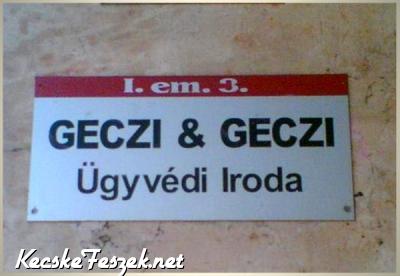 I. em. 3.
GECZI & GECZI
Ügyvédi Iroda
KecskeFeszek.net